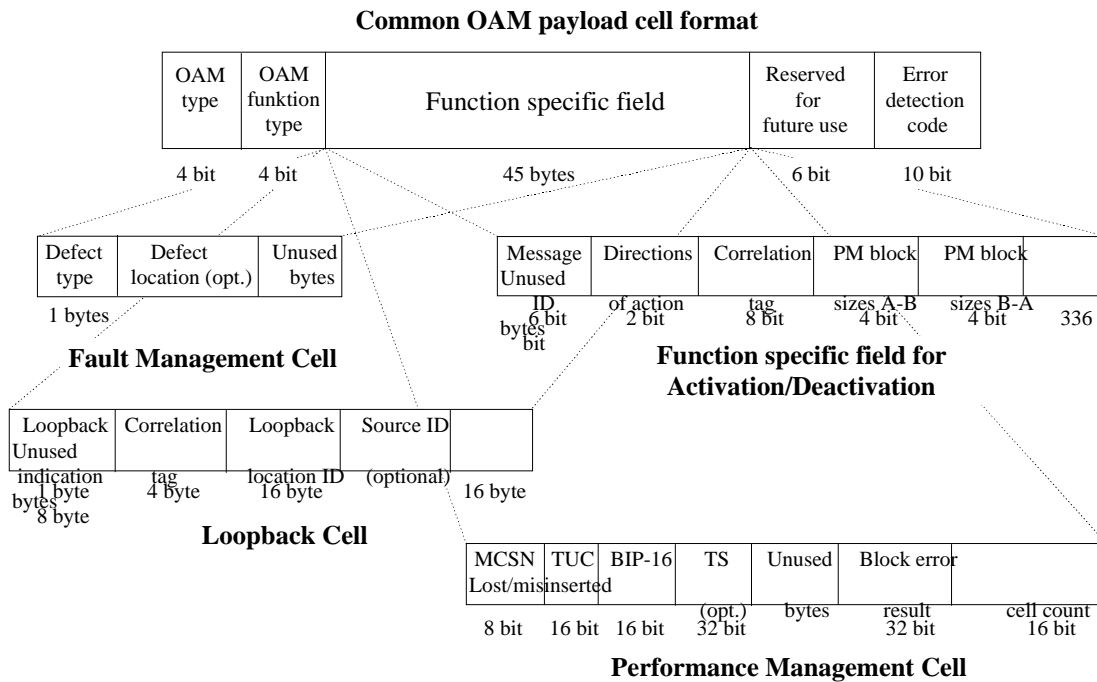 Common OAM payload cell format
OAM type
OAM funktion type
Function specific field
Reserved for future use
Error detection code
4 bit
4 bit
45 bytes
6 bit
10 bit
Defect type
Defect location (opt.)
Unused bytes
1 bytes
Fault Management Cell
Message Directions Correlation PM block PM block
Unused
ID of action tag sizes A-B sizes B-A
6 bit 2 bit 8 bit 4 bit 4 bit 336
bytes
bit
Function specific field for
Activation/Deactivation
Loopback Correlation Loopback Source ID
Unused
indication tag location ID (optional)
1 byte 4 byte 16 byte 16 byte
bytes
8 byte
Loopback Cell
MCSN TUC BIP-16 TS Unused Block error
Lost/misinserted
(opt.) bytes result cell count
8 bit 16 bit 16 bit 32 bit 32 bit 16 bit
Performance Management Cell